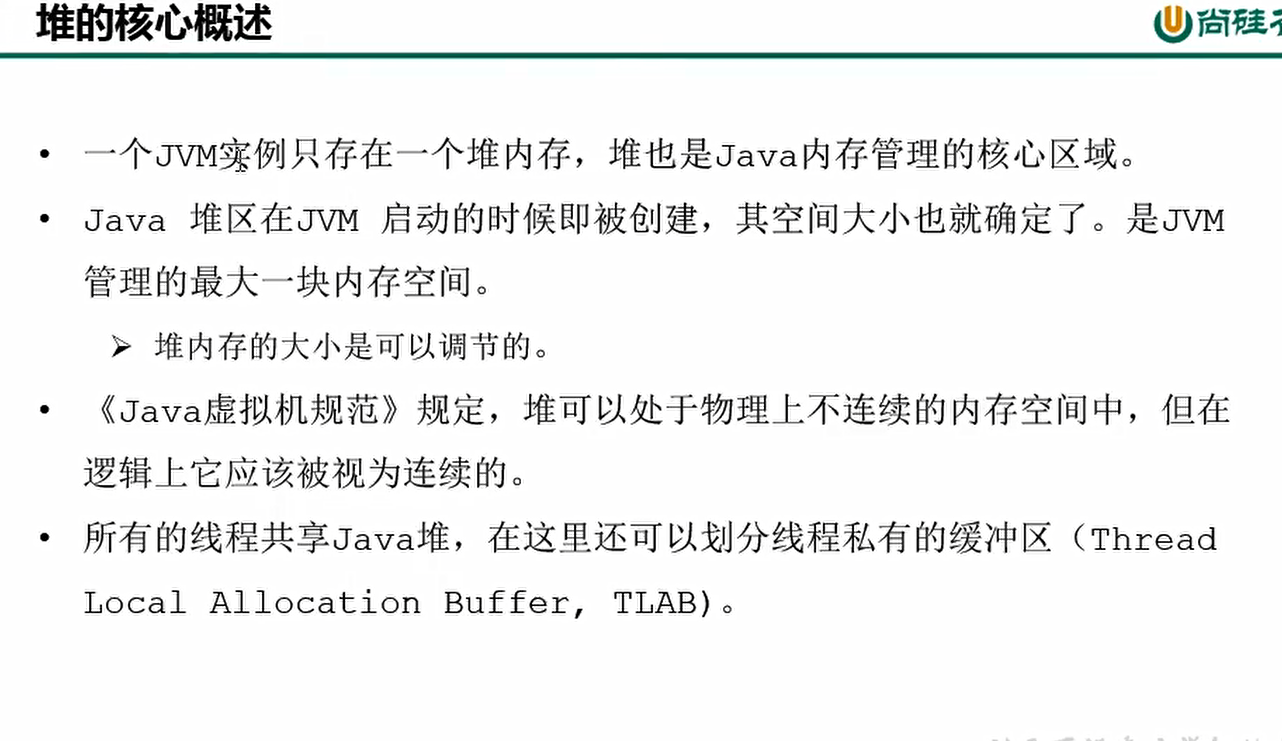 堆的核心概述
尚硅
• 一个JVM实例只存在一个堆内存，堆也是Java内存管理的核心区域。
• Java 堆区在JVM 启动的时候即被创建，其空间大小也就确定了。是JVM
管理的最大一块内存空间。
➢ 堆内存的大小是可以调节的。
• 《Java虚拟机规范》规定，堆可以处于物理上不连续的内存空间中，但在
逻辑上它应该被视为连续的。
• 所有的线程共享Java堆，在这里还可以划分线程私有的缓冲区（Thread
Local Allocation Buffer, TLAB)。